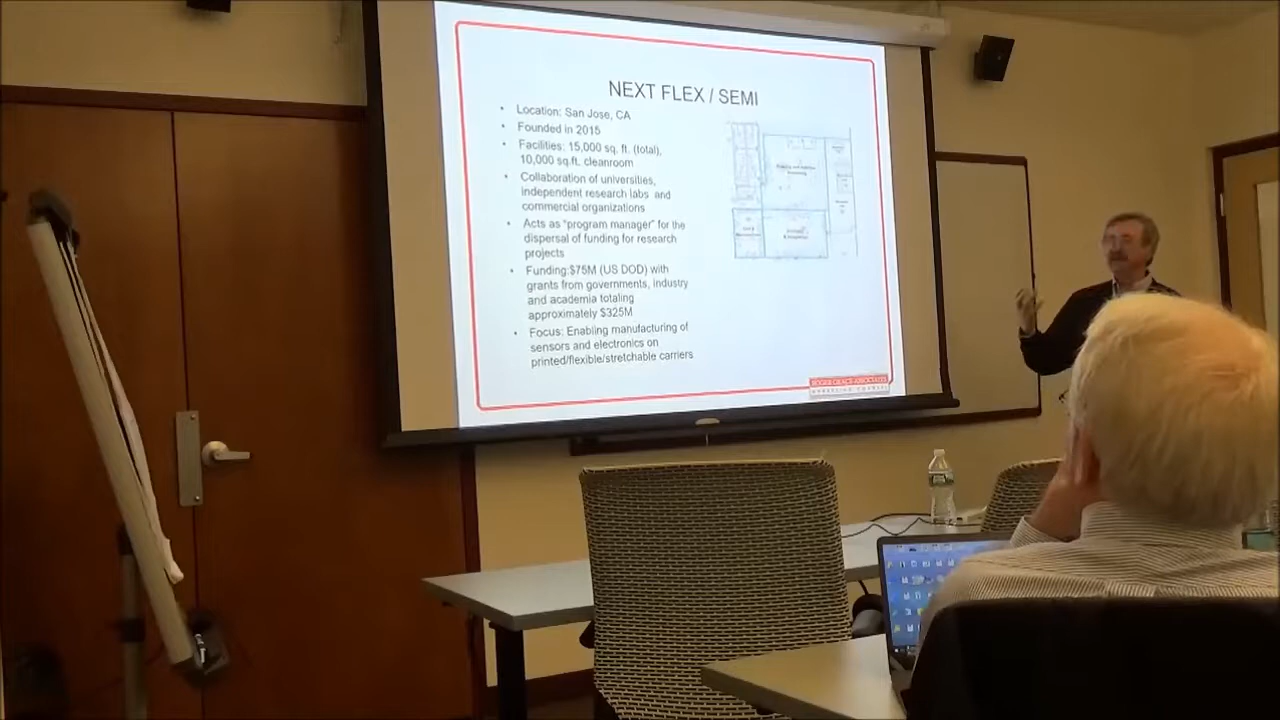 NEXT FLEX / SEMI
• Location: San Jose, CA
• Founded in 2015
• Facilities: 15,000 sq. ft. (total),
10,000 sq.ft. cleanroom
• Collaboration of universities,
independent research labs and
commercial organizations
• Acts as "program manager" for the
dispersal of funding for research
projects
• Funding:$75M (US DOD) with
grants from governments, industry
and academia totaling
approximately $325M
• Focus: Enabling manufacturing of
sensors and electronics on
printed/flexible/stretchable carriers
ROGER GRACE ASSOCIATES